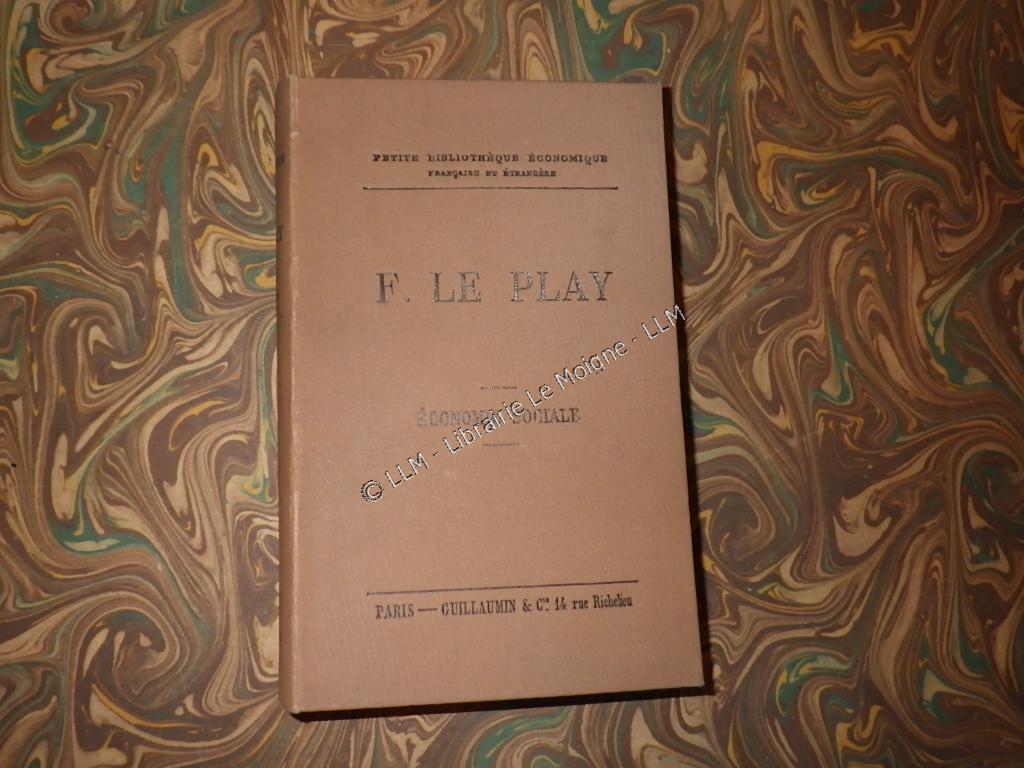 PETITE BIBLIOTHÈQUE ÉCONOMIQUE
FRANÇAISE ET ÉTRANGÈRE
F. LE PLAY
ÉCONOMIE SOCIALE
PARIS — GUILLAUMIN & Cie. 14 rue Richelieu
© LLM - Librairie Le Moigne - LLM